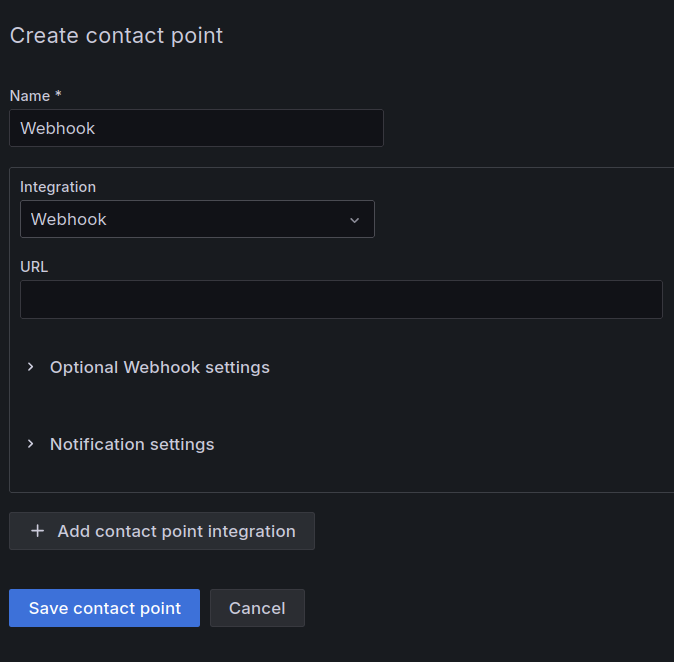 Create contact point
Name *
Webhook
Integration
Webhook
URL
Optional Webhook settings
Notification settings
Add contact point integration
Save contact point Cancel